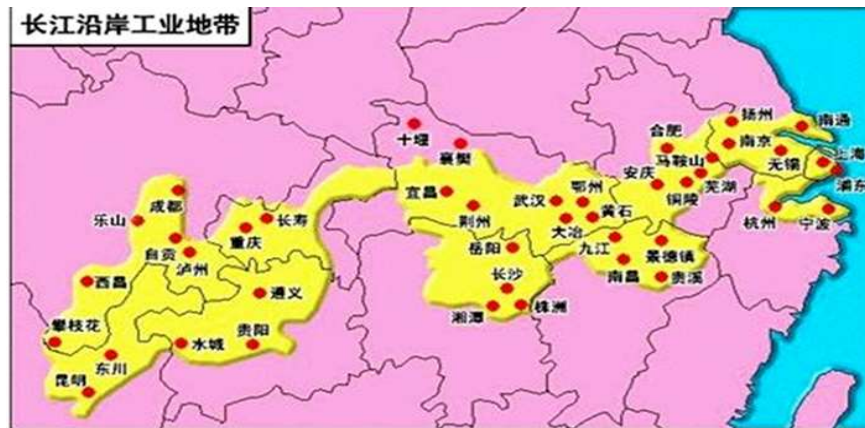 长江沿岸工业地带
扬州
南通
十堰
合肥
南京
上海
襄樊
马鞍山
无锡
浦东
安庆
芜湖
成都
宜昌
武汉
鄂州
铜陵
乐山
长寿
荆州
黄石
杭州
宁波
重庆
大冶
自贡
岳阳
九江
景德镇
泸州
南昌
贵溪
西昌
长沙
遵义
湘潭
株洲
攀枝花
水城
贵阳
东川
昆明